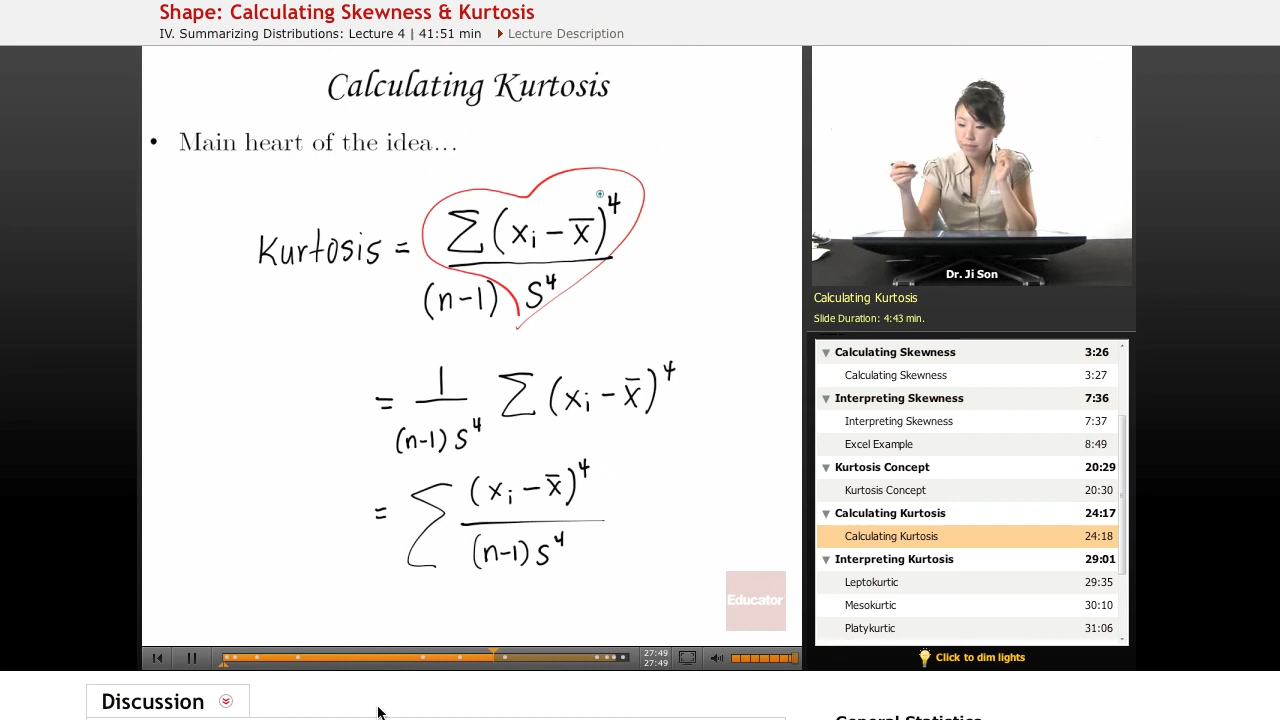 Shape: Calculating Skewness & Kurtosis
IV. Summarizing Distributions: Lecture 4 | 41:51 min
Lecture Description
Calculating Kurtosis
• Main heart of the idea...
Kurtosis = Σ(xᵢ − x̄)⁴ / (n−1) S⁴
= 1 / (n−1) S⁴ Σ (xᵢ − x̄)⁴
= Σ (xᵢ − x̄)⁴ / (n−1) S⁴
Educator
27:49
27:49
Dr. Ji Son
Calculating Kurtosis
Slide Duration: 4:43 min.
Calculating Skewness 3:26
Calculating Skewness 3:27
Interpreting Skewness 7:36
Interpreting Skewness 7:37
Excel Example 8:49
Kurtosis Concept 20:29
Kurtosis Concept 20:30
Calculating Kurtosis 24:17
Calculating Kurtosis 24:18
Interpreting Kurtosis 29:01
Leptokurtic 29:35
Mesokurtic 30:10
Platykurtic 31:06
Click to dim lights
Discussion
General Statistics